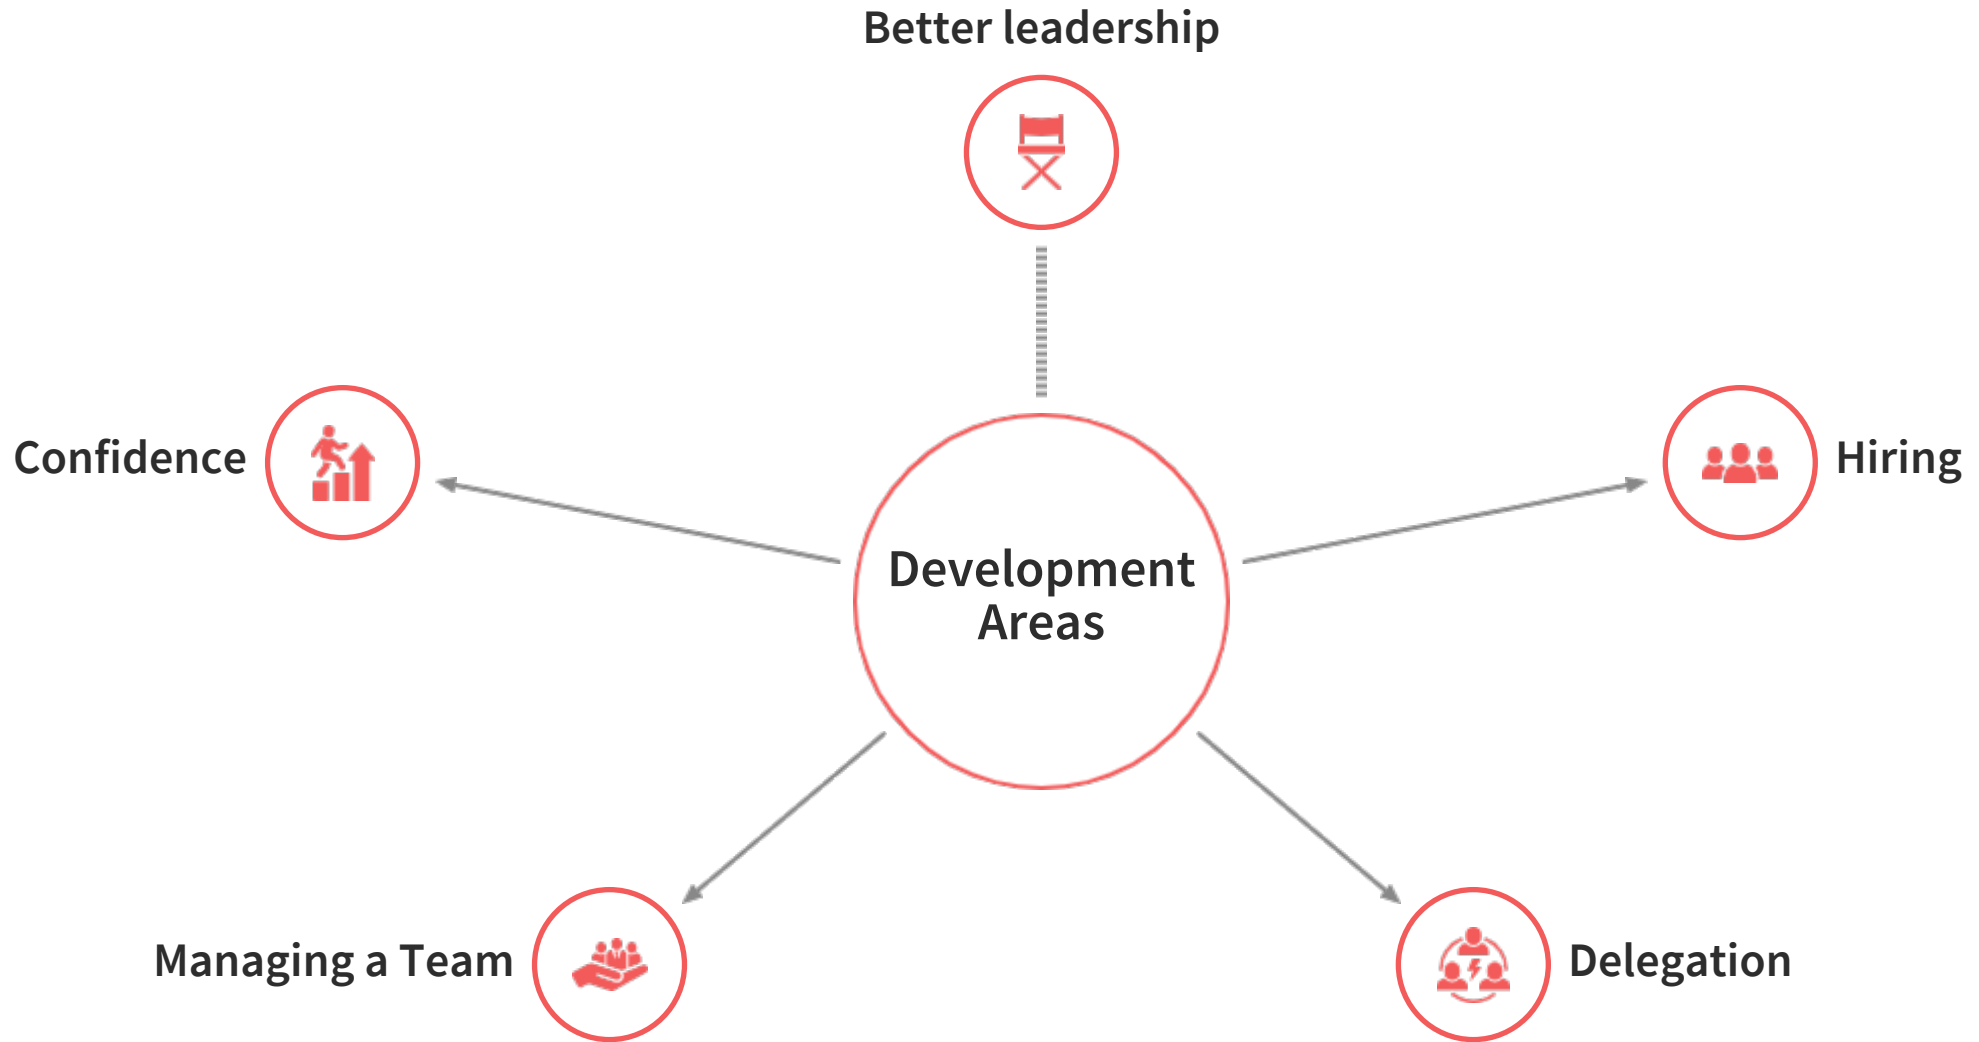 Better leadership
Confidence
Hiring
Development
Areas
Managing a Team
Delegation